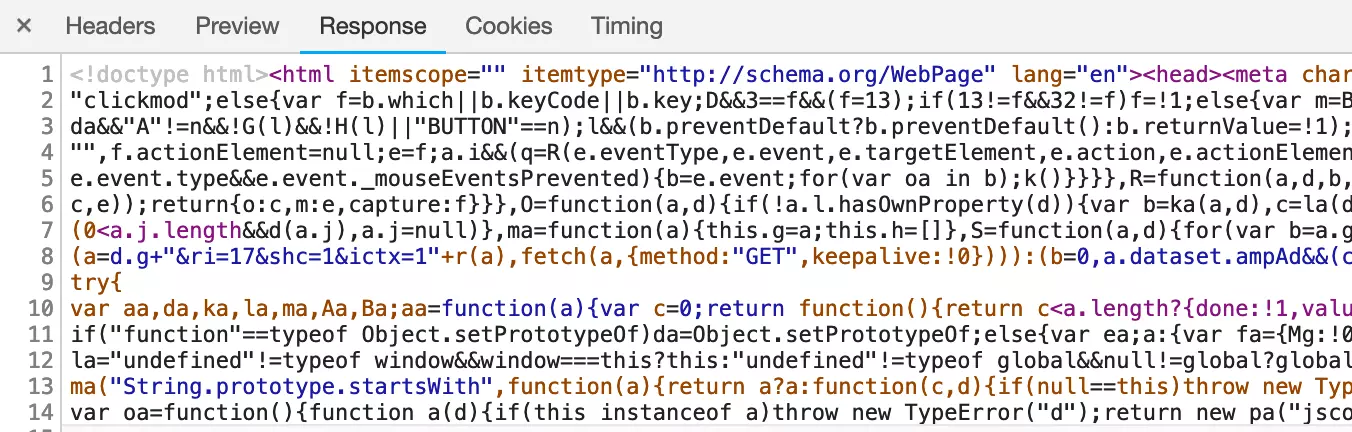 × Headers Preview Response Cookies Timing
1 <!doctype html><html itemscope="" itemtype="http://schema.org/WebPage" lang="en"><head><meta char
2 "clickmod";else{var f=b.which||b.keyCode||b.key;D&&3==f&&(f=13);if(13!=f&&32!=f)f=!1;else{var m=B
3 da&&"A"!=n&&!G(l)&&!H(l)||"BUTTON"==n);l&&(b.preventDefault?b.preventDefault():b.returnValue=!1);
4 "",f.actionElement=null;e=f;a.i&&(q=R(e.eventType,e.event,e.targetElement,e.action,e.actionElemen
5 e.event.type&&e.event._mouseEventsPrevented){b=e.event;for(var oa in b);k()}}}},R=function(a,d,b,
6 c,e));return{o:c,m:e,capture:f}}},O=function(a,d){if(!a.l.hasOwnProperty(d)){var b=ka(a,d),c=la(d
7 (0<a.j.length&&d(a.j),a.j=null)},ma=function(a){this.g=a;this.h=[]},S=function(a,d){for(var b=a.g
8 (a=d.g+"&ri=17&shc=1&ictx=1"+r(a),fetch(a,{method:"GET",keepalive:!0}))):(b=0,a.dataset.ampAd&&(c
9 try{
10 var aa,da,ka,la,ma,Aa,Ba;aa=function(a){var c=0;return function(){return c<a.length?{done:!1,valu
11 if("function"==typeof Object.setPrototypeOf)da=Object.setPrototypeOf;else{var ea;a:{var fa={Mg:!0
12 la="undefined"!=typeof window&&window===this?this:"undefined"!=typeof global&&null!=global?global
13 ma("String.prototype.startsWith",function(a){return a?a:function(c,d){if(null==this)throw new Typ
14 var oa=function(){function a(d){if(this instanceof a)throw new TypeError("d");return new pa("jsco